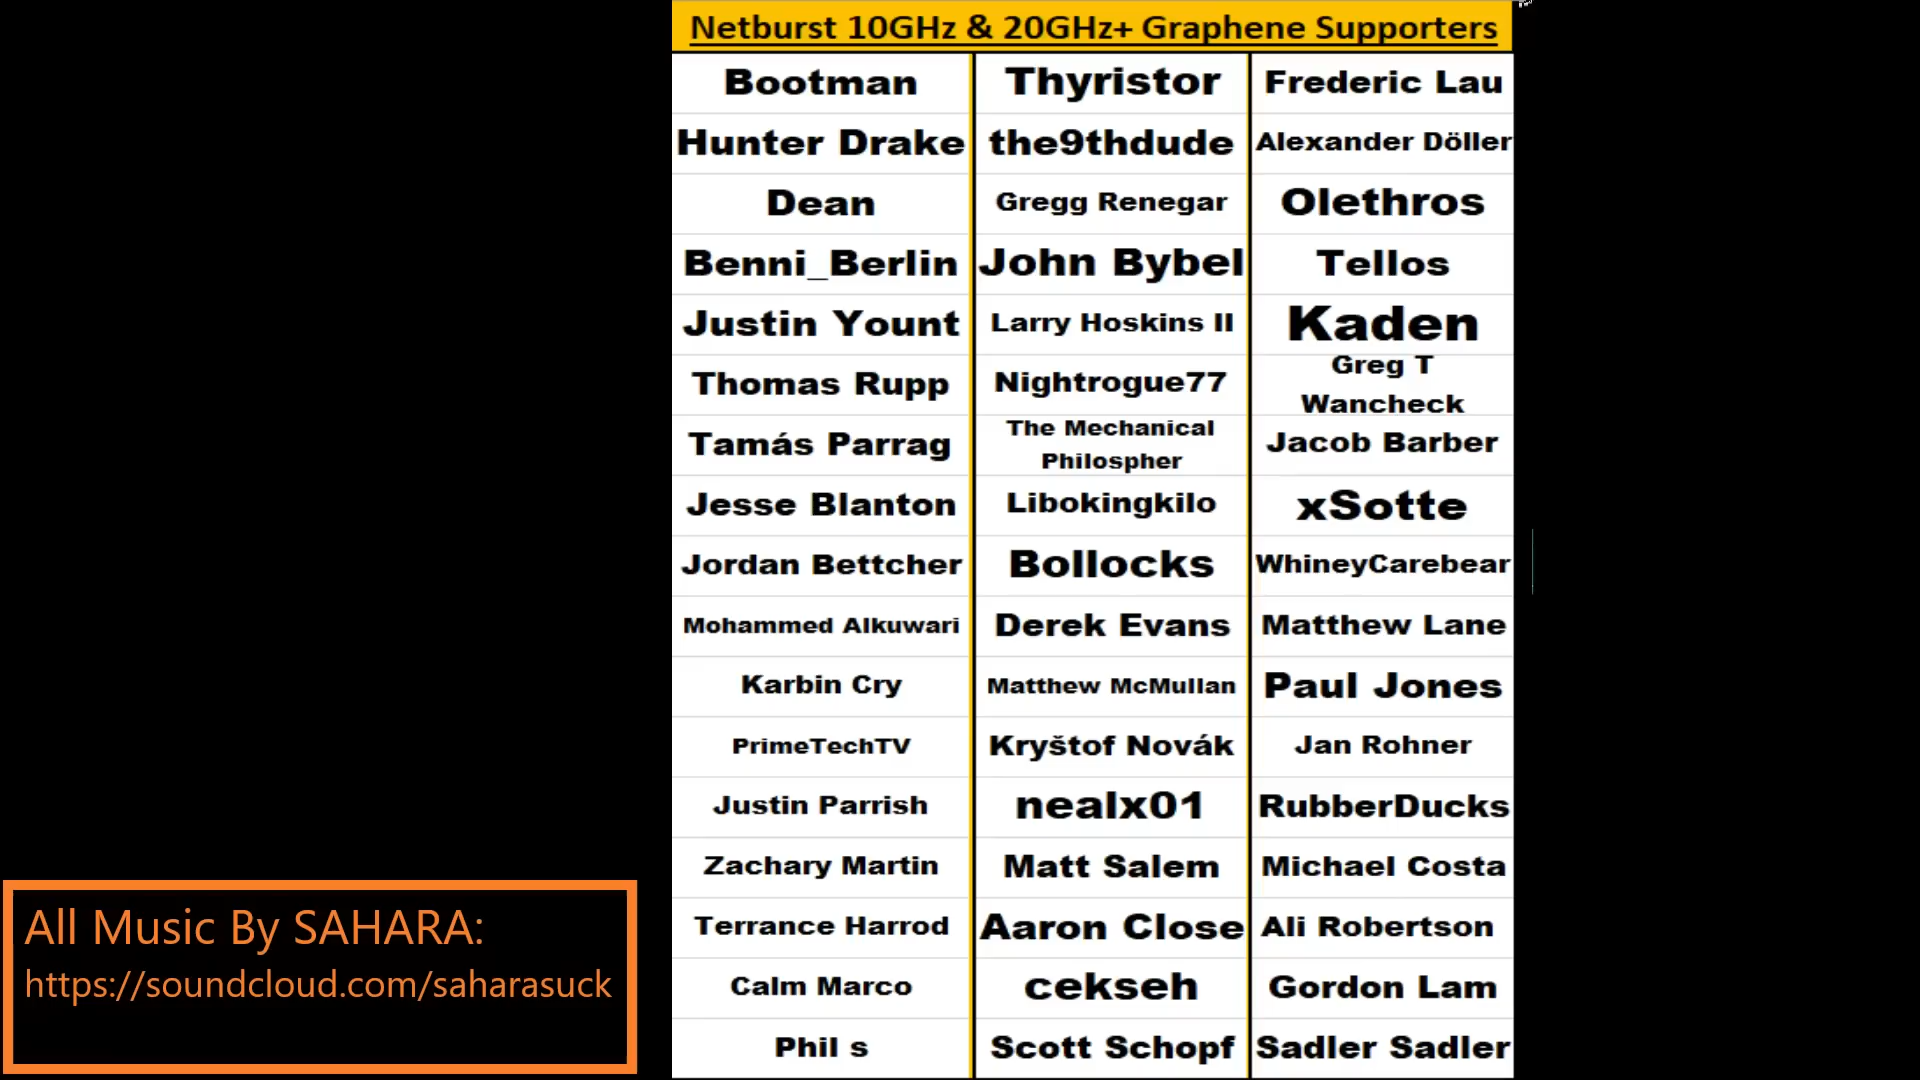 Netburst 10GHz & 20GHz+ Graphene Supporters
Bootman
Thyristor
Frederic Lau
Hunter Drake
the9thdude
Alexander Döller
Dean
Gregg Renegar
Olethros
Benni_Berlin
John Bybel
Tellos
Justin Yount
Larry Hoskins II
Kaden
Thomas Rupp
Nightrogue77
Greg T
Wancheck
Tamás Parrag
The Mechanical
Philospher
Jacob Barber
Jesse Blanton
Libokingkilo
xSotte
Jordan Bettcher
Bollocks
WhineyCarebear
Mohammed Alkuwari
Derek Evans
Matthew Lane
Karbin Cry
Matthew McMullan
Paul Jones
PrimeTechTV
Kryštof Novák
Jan Rohner
Justin Parrish
nealx01
RubberDucks
Zachary Martin
Matt Salem
Michael Costa
Terrance Harrod
Aaron Close
Ali Robertson
Calm Marco
cekseh
Gordon Lam
Phil s
Scott Schopf
Sadler Sadler
All Music By SAHARA:
https://soundcloud.com/saharasuck